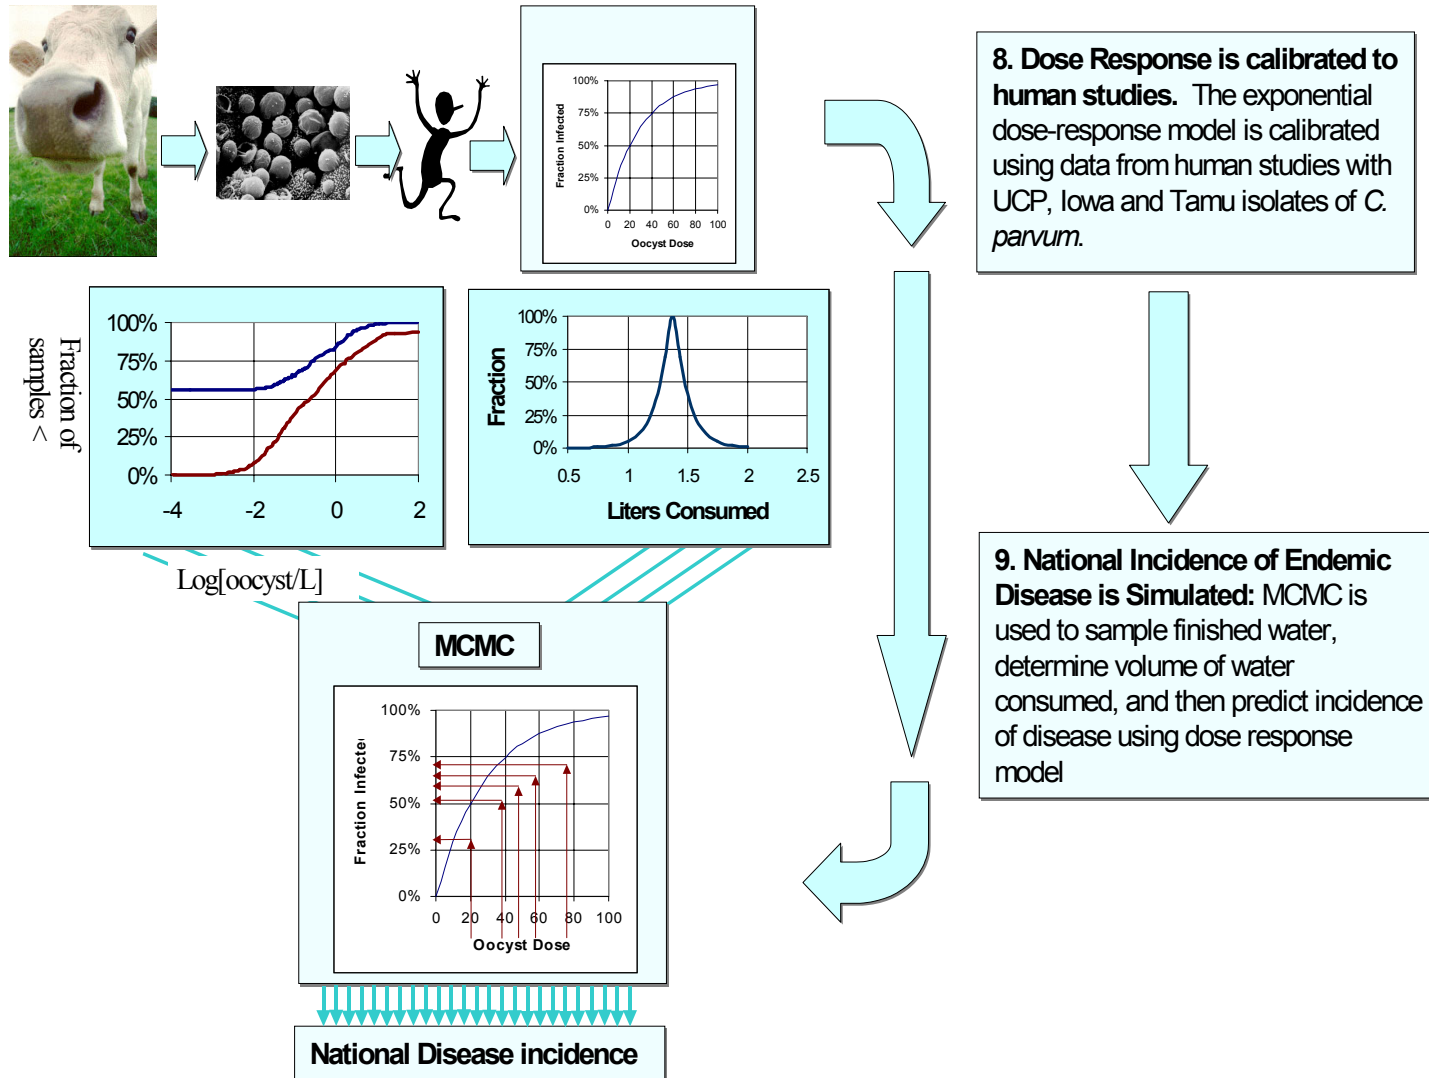 100%
75%
50%
25%
0%
Fraction Infected
0 20 40 60 80 100
Oocyst Dose
8. Dose Response is calibrated to
human studies. The exponential
dose-response model is calibrated
using data from human studies with
UCP, Iowa and Tamu isolates of C.
parvum.
Fraction of
samples <
100%
75%
50%
25%
0%
-4 -2 0 2
Log[oocyst/L]
Fraction
100%
75%
50%
25%
0%
0.5 1 1.5 2 2.5
Liters Consumed
9. National Incidence of Endemic
Disease is Simulated: MCMC is
used to sample finished water,
determine volume of water
consumed, and then predict incidence
of disease using dose response
model
MCMC
100%
75%
50%
25%
0%
Fraction Infected
0 20 40 60 80 100
Oocyst Dose
National Disease incidence